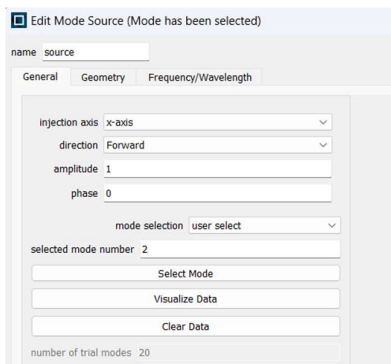 Edit Mode Source (Mode has been selected)
name source
General Geometry Frequency/Wavelength
injection axis x-axis
direction Forward
amplitude 1
phase 0
mode selection user select
selected mode number 2
Select Mode
Visualize Data
Clear Data
number of trial modes 20